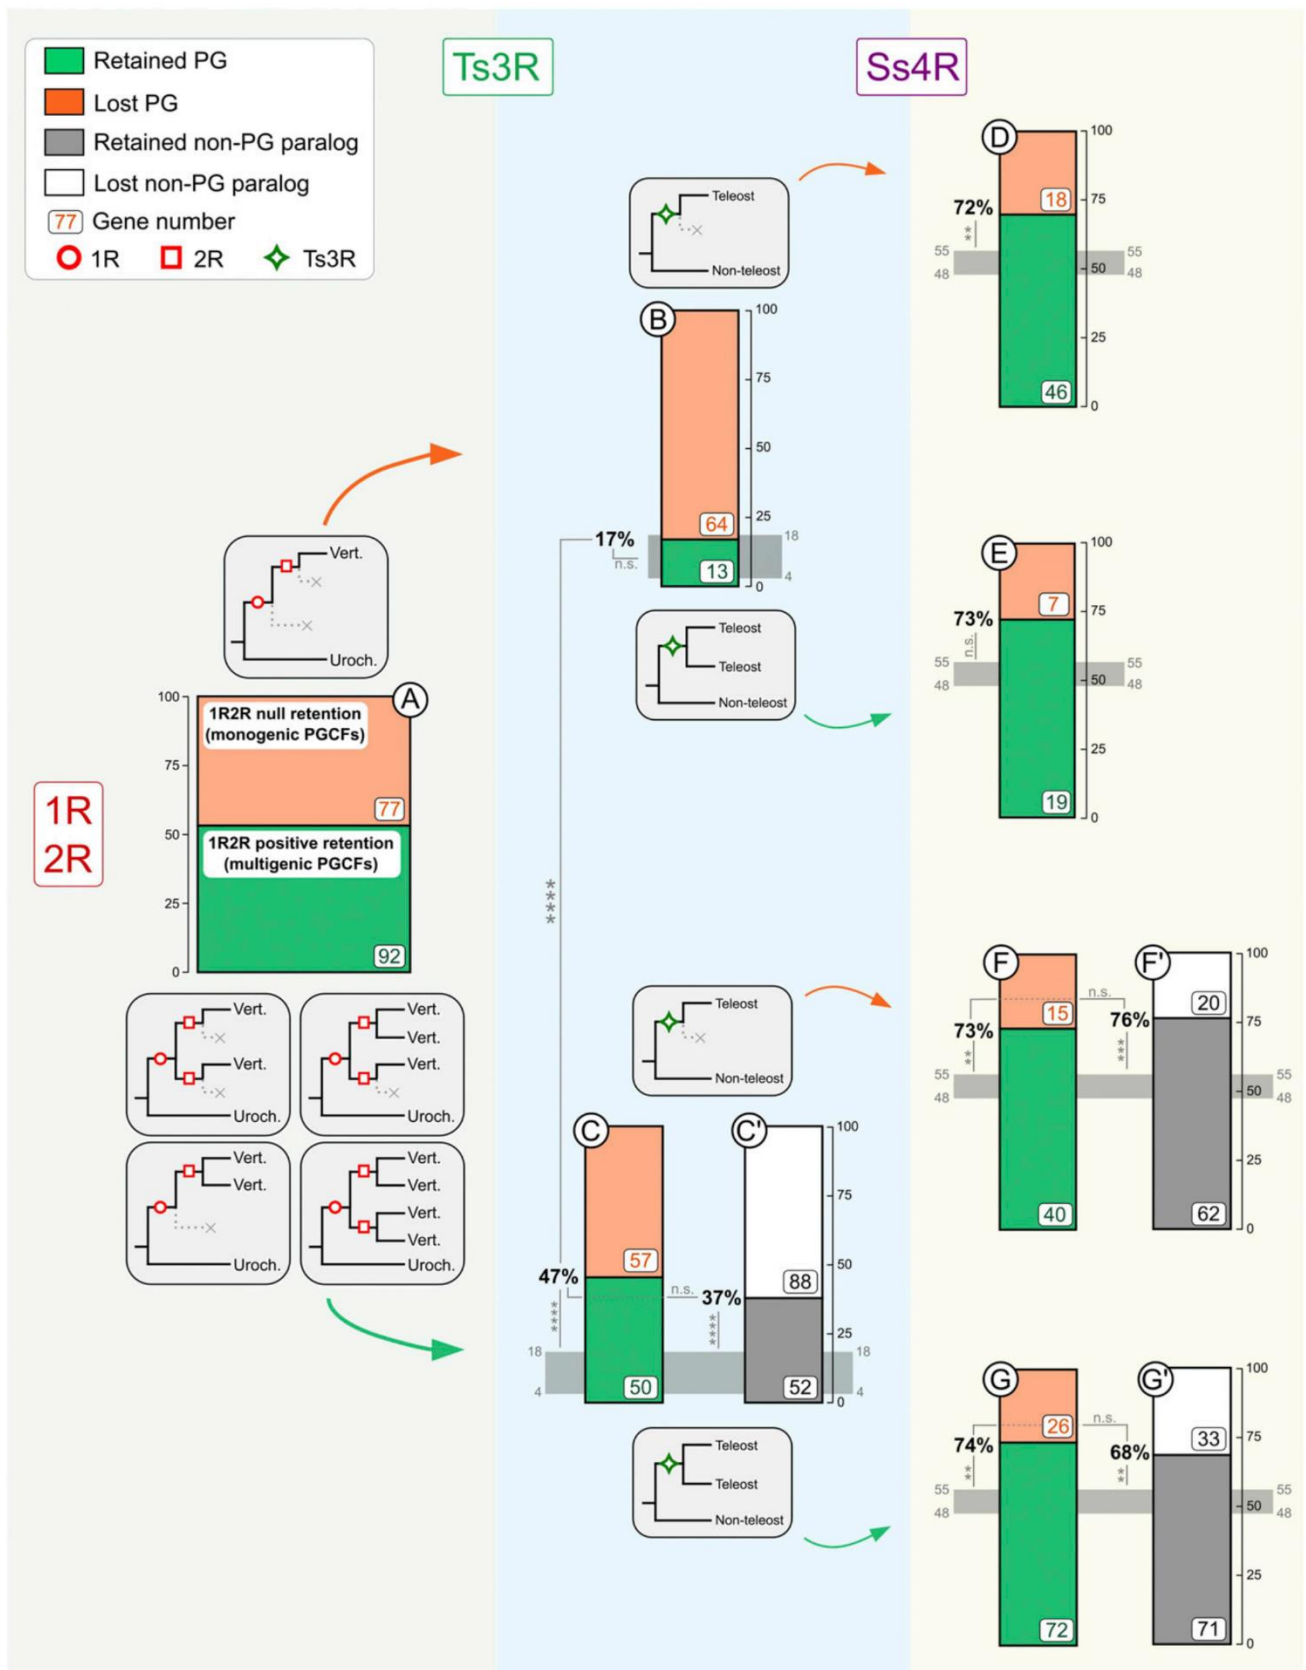 Retained PG
Lost PG
Retained non-PG paralog
Lost non-PG paralog
77 Gene number
1R 2R Ts3R
Ts3R
Ss4R
1R
2R
Vert.
Uroch.
A
100
75
50
25
0
1R2R null retention
(monogenic PGCFs)
77
1R2R positive retention
(multigenic PGCFs)
92
Vert.
Vert.
Uroch.
Vert.
Vert.
Vert.
Uroch.
Vert.
Vert.
Uroch.
Vert.
Vert.
Vert.
Vert.
Uroch.
Teleost
Non-teleost
B
100
75
50
25
0
64
13
17%
n.s.
18
4
****
Teleost
Teleost
Non-teleost
Teleost
Non-teleost
C
57
50
47%
****
n.s.
37%
****
C'
88
52
100
75
50
25
0
18
4
18
4
Teleost
Teleost
Non-teleost
D
18
46
72%
**
55
48
55
48
100
75
50
25
0
E
7
19
73%
n.s.
55
48
55
48
100
75
50
25
0
F
15
40
73%
**
n.s.
76%
***
F'
20
62
55
48
55
48
100
75
50
25
0
G
26
72
74%
**
n.s.
68%
**
G'
33
71
55
48
55
48
100
75
50
25
0